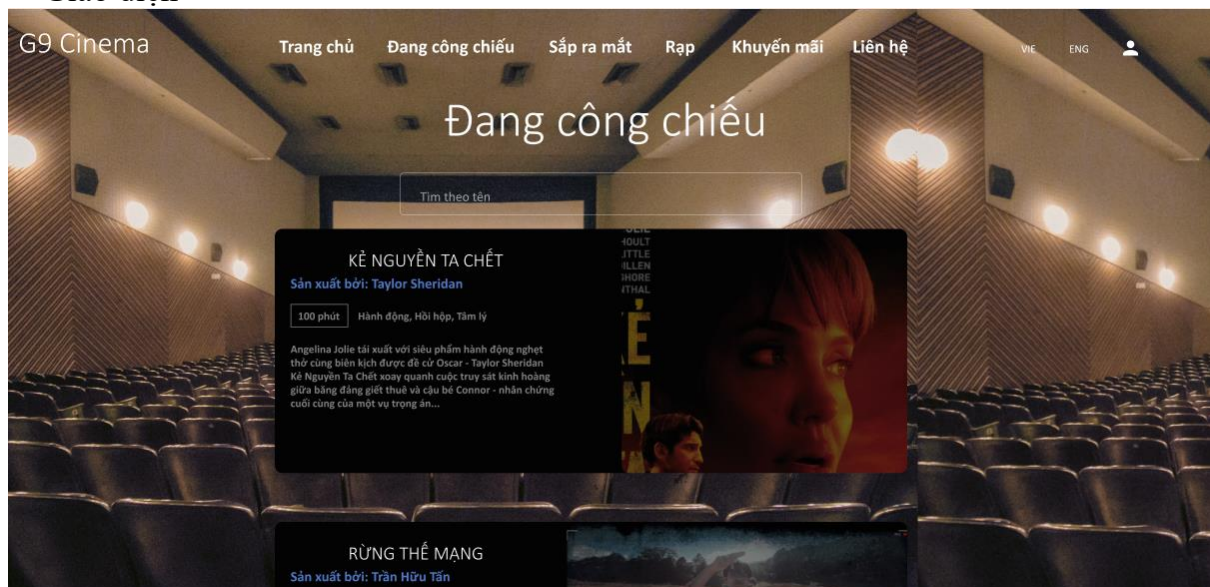 G9 Cinema
Trang chủ Đang công chiếu Sắp ra mắt Rạp Khuyến mãi Liên hệ
VIE ENG
Đang công chiếu
Tìm theo tên
KẺ NGUYỀN TA CHẾT
Sản xuất bởi: Taylor Sheridan
100 phút Hành động, Hồi hộp, Tâm lý
Angelina Jolie tái xuất với siêu phẩm hành động nghẹt
thở cùng biên kịch được đề cử Oscar - Taylor Sheridan
Kẻ Nguyền Ta Chết xoay quanh cuộc truy sát kinh hoàng
giữa băng đảng giết thuê và cậu bé Connor - nhân chứng
cuối cùng của một vụ trọng án...
RỪNG THẾ MẠNG
Sản xuất bởi: Trần Hữu Tấn